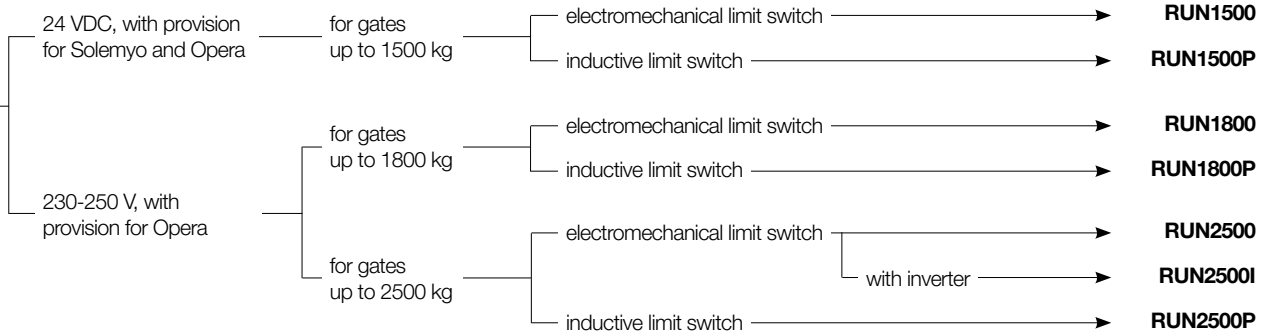 24 VDC, with provision
for Solemyo and Opera
for gates
up to 1500 kg
electromechanical limit switch
RUN1500
inductive limit switch
RUN1500P
230-250 V, with
provision for Opera
for gates
up to 1800 kg
electromechanical limit switch
RUN1800
inductive limit switch
RUN1800P
for gates
up to 2500 kg
electromechanical limit switch
RUN2500
with inverter
RUN2500I
inductive limit switch
RUN2500P